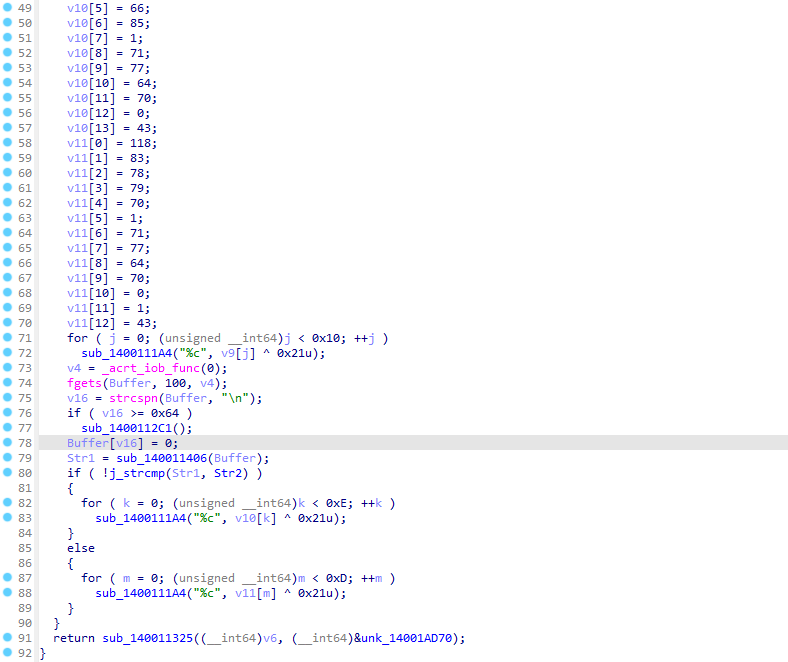 49 v10[5] = 66;
50 v10[6] = 85;
51 v10[7] = 1;
52 v10[8] = 71;
53 v10[9] = 77;
54 v10[10] = 64;
55 v10[11] = 70;
56 v10[12] = 0;
57 v10[13] = 43;
58 v11[0] = 118;
59 v11[1] = 83;
60 v11[2] = 78;
61 v11[3] = 79;
62 v11[4] = 70;
63 v11[5] = 1;
64 v11[6] = 71;
65 v11[7] = 77;
66 v11[8] = 64;
67 v11[9] = 70;
68 v11[10] = 0;
69 v11[11] = 1;
70 v11[12] = 43;
71 for ( j = 0; (unsigned __int64)j < 0x10; ++j )
72 sub_1400111A4("%c", v9[j] ^ 0x21u);
73 v4 = _acrt_iob_func(0);
74 fgets(Buffer, 100, v4);
75 v16 = strcspn(Buffer, "\n");
76 if ( v16 >= 0x64 )
77 sub_1400112C1();
78 Buffer[v16] = 0;
79 Str1 = sub_140011406(Buffer);
80 if ( !j_strcmp(Str1, Str2) )
81 {
82 for ( k = 0; (unsigned __int64)k < 0xE; ++k )
83 sub_1400111A4("%c", v10[k] ^ 0x21u);
84 }
85 else
86 {
87 for ( m = 0; (unsigned __int64)m < 0xD; ++m )
88 sub_1400111A4("%c", v11[m] ^ 0x21u);
89 }
90 }
91 return sub_140011325((__int64)v6, (__int64)&unk_14001AD70);
92 }